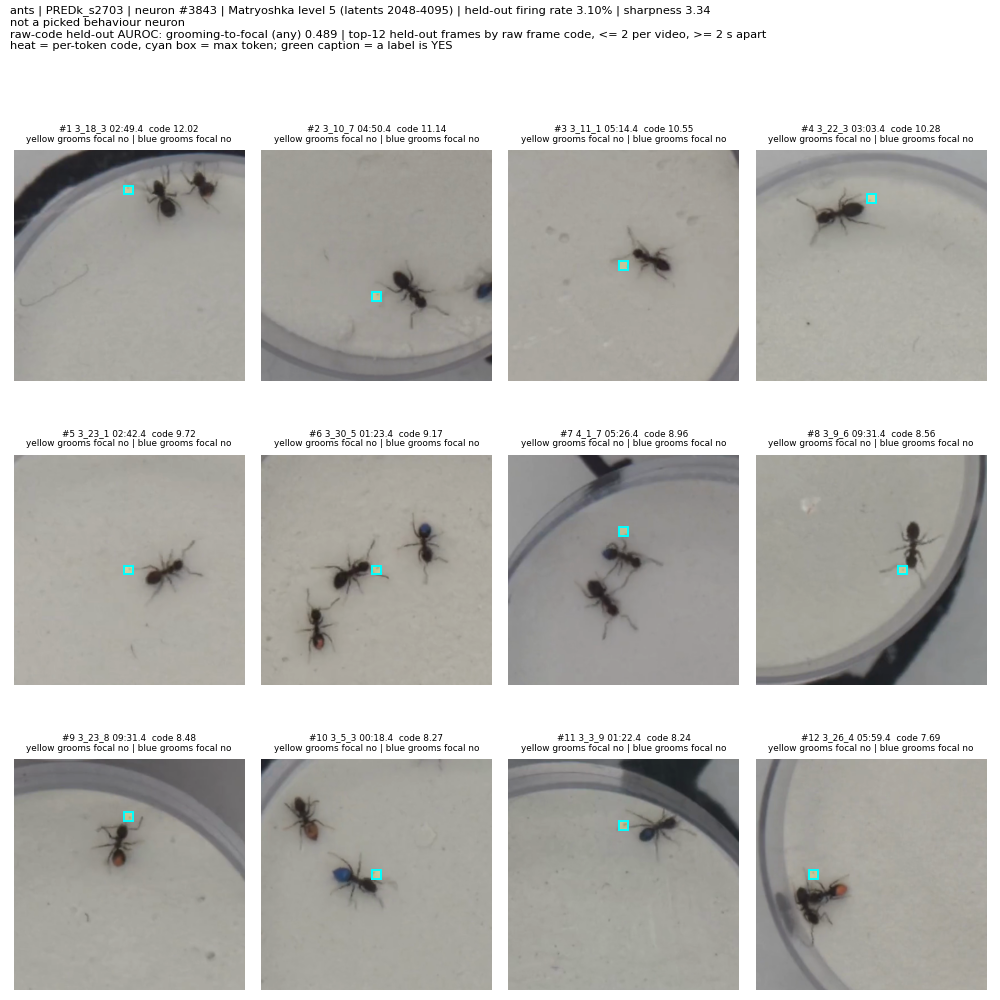 ants | PREDk_s2703 | neuron #3843 | Matryoshka level 5 (latents 2048-4095) | held-out firing rate 3.10% | sharpness 3.34
not a picked behaviour neuron
raw-code held-out AUROC: grooming-to-focal (any) 0.489 | top-12 held-out frames by raw frame code, <= 2 per video, >= 2 s apart
heat = per-token code, cyan box = max token; green caption = a label is YES
#1 3_18_3 02:49.4  code 12.02
yellow grooms focal no | blue grooms focal no
#2 3_10_7 04:50.4  code 11.14
yellow grooms focal no | blue grooms focal no
#3 3_11_1 05:14.4  code 10.55
yellow grooms focal no | blue grooms focal no
#4 3_22_3 03:03.4  code 10.28
yellow grooms focal no | blue grooms focal no
#5 3_23_1 02:42.4  code 9.72
yellow grooms focal no | blue grooms focal no
#6 3_30_5 01:23.4  code 9.17
yellow grooms focal no | blue grooms focal no
#7 4_1_7 05:26.4  code 8.96
yellow grooms focal no | blue grooms focal no
#8 3_9_6 09:31.4  code 8.56
yellow grooms focal no | blue grooms focal no
#9 3_23_8 09:31.4  code 8.48
yellow grooms focal no | blue grooms focal no
#10 3_5_3 00:18.4  code 8.27
yellow grooms focal no | blue grooms focal no
#11 3_3_9 01:22.4  code 8.24
yellow grooms focal no | blue grooms focal no
#12 3_26_4 05:59.4  code 7.69
yellow grooms focal no | blue grooms focal no